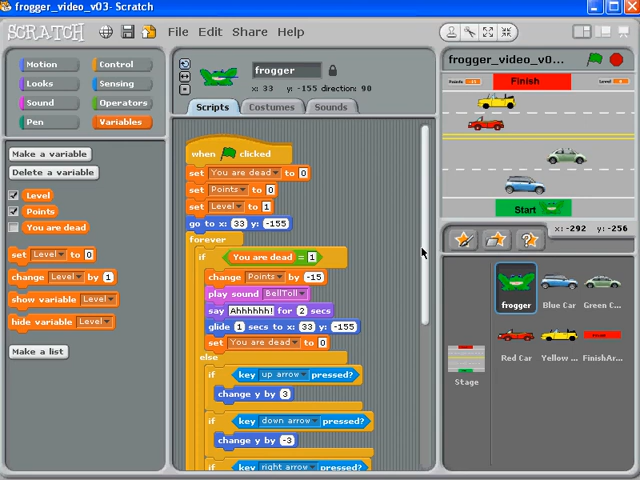 frogger_video_v03- Scratch
SCRATCH File Edit Share Help
Motion Control
Looks Sensing
Sound Operators
Pen Variables
Make a variable
Delete a variable
Level
Points
You are dead
set Level to 0
change Level by 1
show variable Level
hide variable Level
Make a list
frogger
x: 33 y: -155 direction: 90
Scripts Costumes Sounds
when clicked
set You are dead to 0
set Points to 0
set Level to 1
go to x: 33 y: -155
forever
if You are dead = 1
change Points by -15
play sound BellToll
say Ahhhhhh! for 2 secs
glide 1 secs to x: 33 y: -155
set You are dead to 0
else
if key up arrow pressed?
change y by 3
if key down arrow pressed?
change y by -3
if key right arrow pressed?
frogger_video_v0...
Points Level
Finish
Start
x: -292 y: -256
frogger Blue Car Green C...
Red Car Yellow ... FinishAr...
Stage